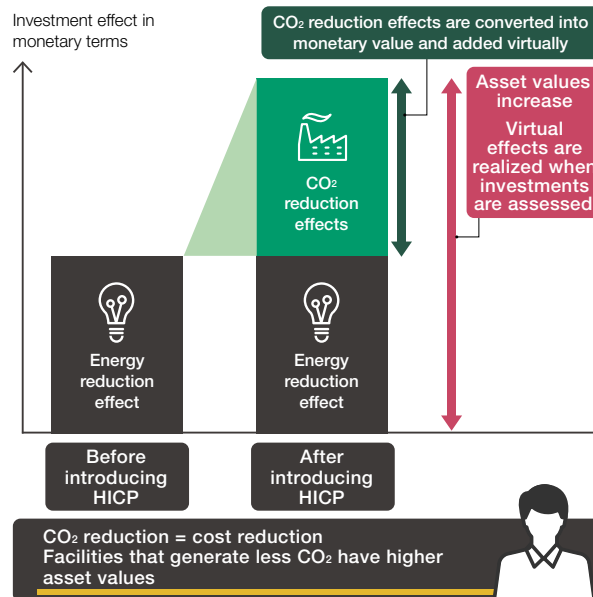 Investment effect in
monetary terms
CO₂ reduction effects are converted into
monetary value and added virtually
Asset values
increase
Virtual
effects are
realized when
investments
are assessed
CO₂
reduction
effects
Energy
reduction
effect
Energy
reduction
effect
Before
introducing
HICP
After
introducing
HICP
CO₂ reduction = cost reduction
Facilities that generate less CO₂ have higher
asset values